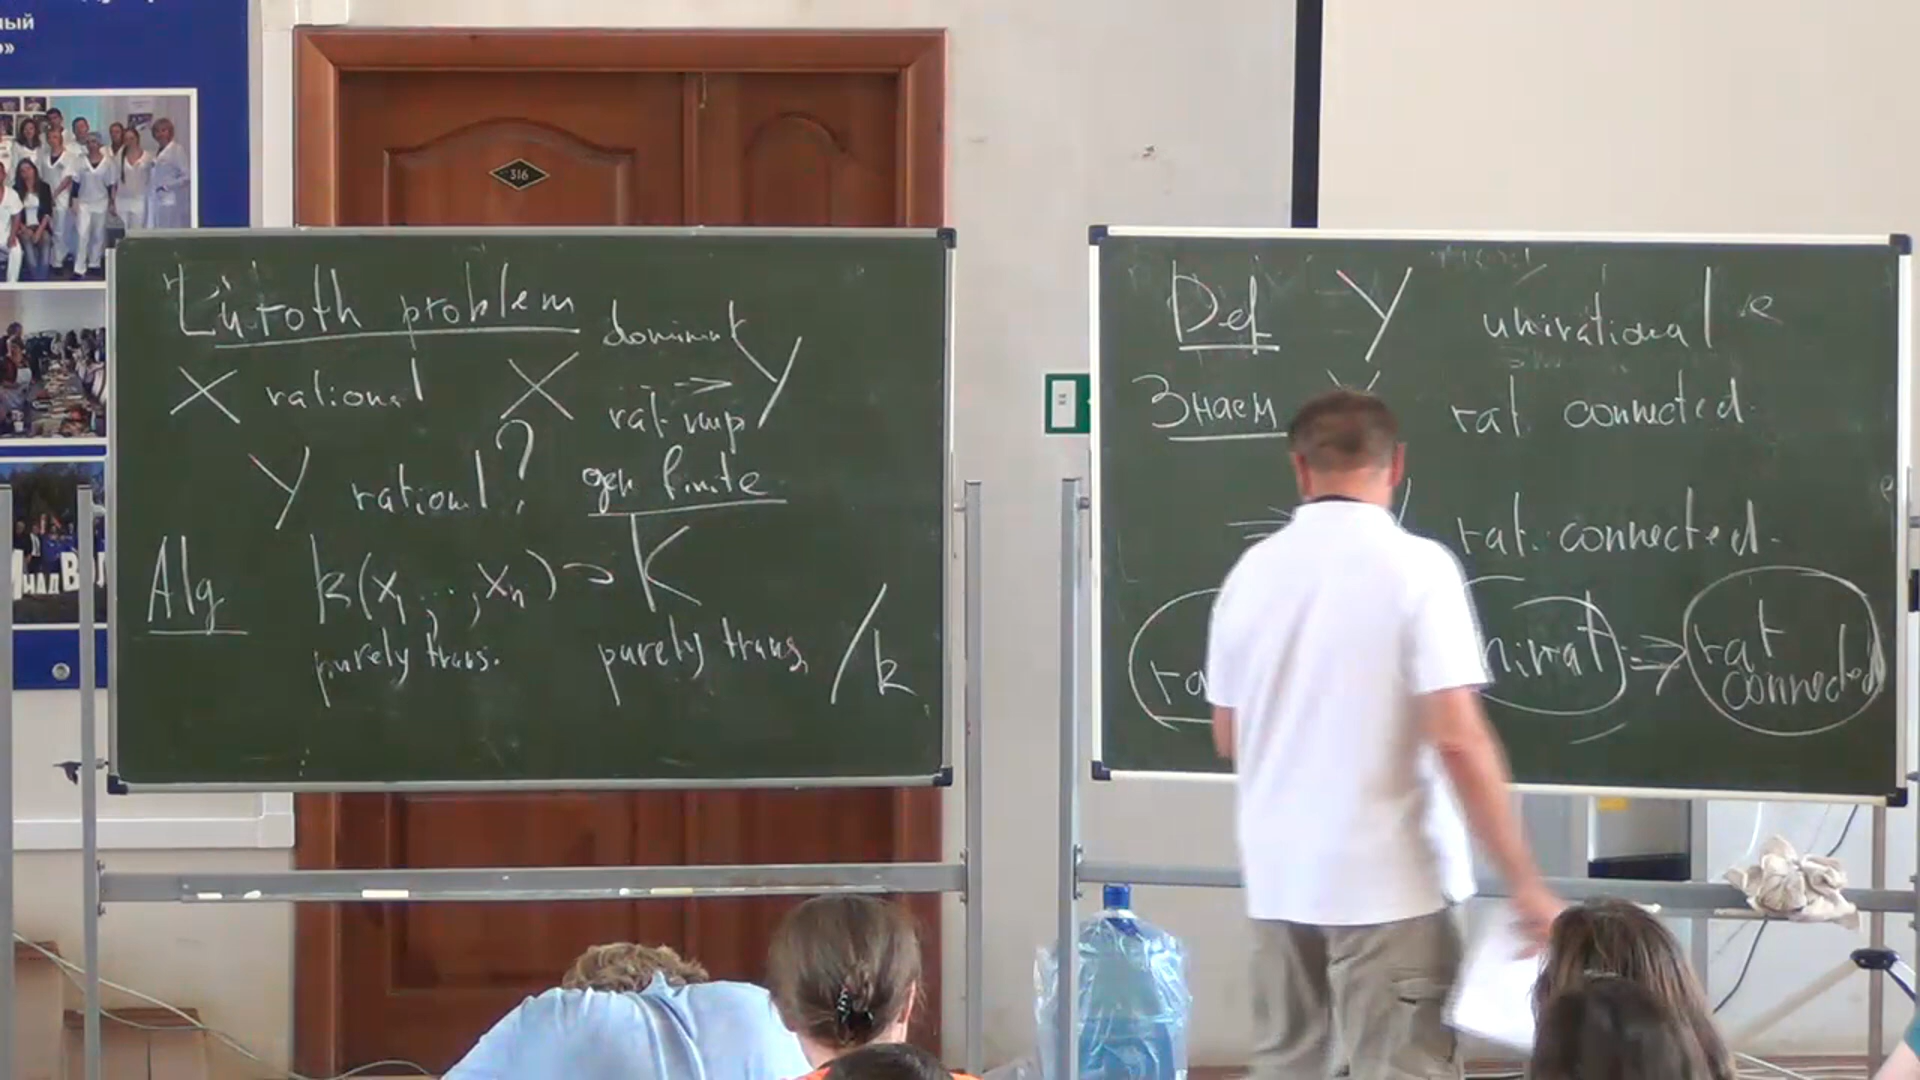 ный
о»
316
Lüroth problem
X rational X dominant rat. map Y
Y rational? gen finite
Alg k(x₁,...,xₙ) ⊃ K
purely trans. purely trans. /k
Def Y unirational
Знаем rat connected.
⇒ rat. connected.
unirat ⇒ rat connected